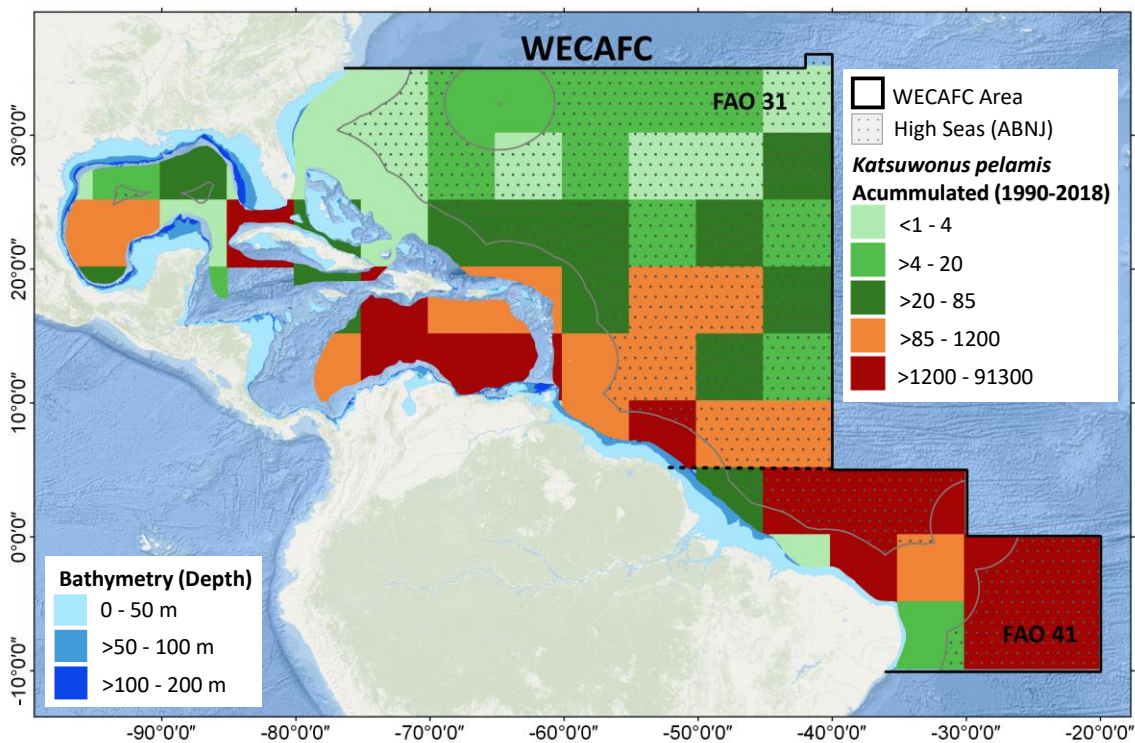 WECAFC
FAO 31
WECAFC Area
High Seas (ABNJ)
Katsuwonus pelamis
Acummulated (1990-2018)
<1 - 4
>4 - 20
>20 - 85
>85 - 1200
>1200 - 91300
30°0'0"
20°0'0"
10°0'0"
0°0'0"
-10°0'0"
Bathymetry (Depth)
0 - 50 m
>50 - 100 m
>100 - 200 m
FAO 41
-90°0'0"
-80°0'0"
-70°0'0"
-60°0'0"
-50°0'0"
-40°0'0"
-30°0'0"
-20°0'0"